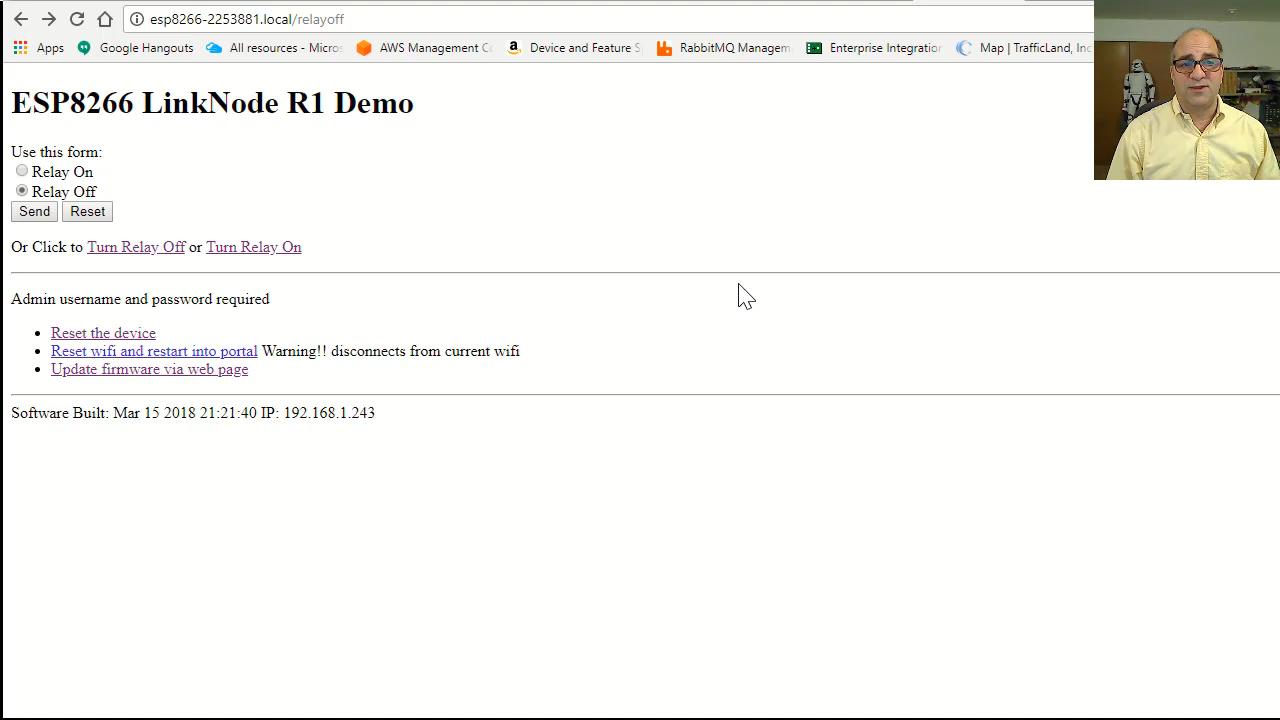 esp8266-2253881.local/relayoff
Apps Google Hangouts All resources - Micros AWS Management Co Device and Feature S RabbitMQ Managem Enterprise Integration Map | TrafficLand, Inc
ESP8266 LinkNode R1 Demo
Use this form:
Relay On
Relay Off
Send Reset
Or Click to Turn Relay Off or Turn Relay On
Admin username and password required
Reset the device
Reset wifi and restart into portal Warning!! disconnects from current wifi
Update firmware via web page
Software Built: Mar 15 2018 21:21:40 IP: 192.168.1.243